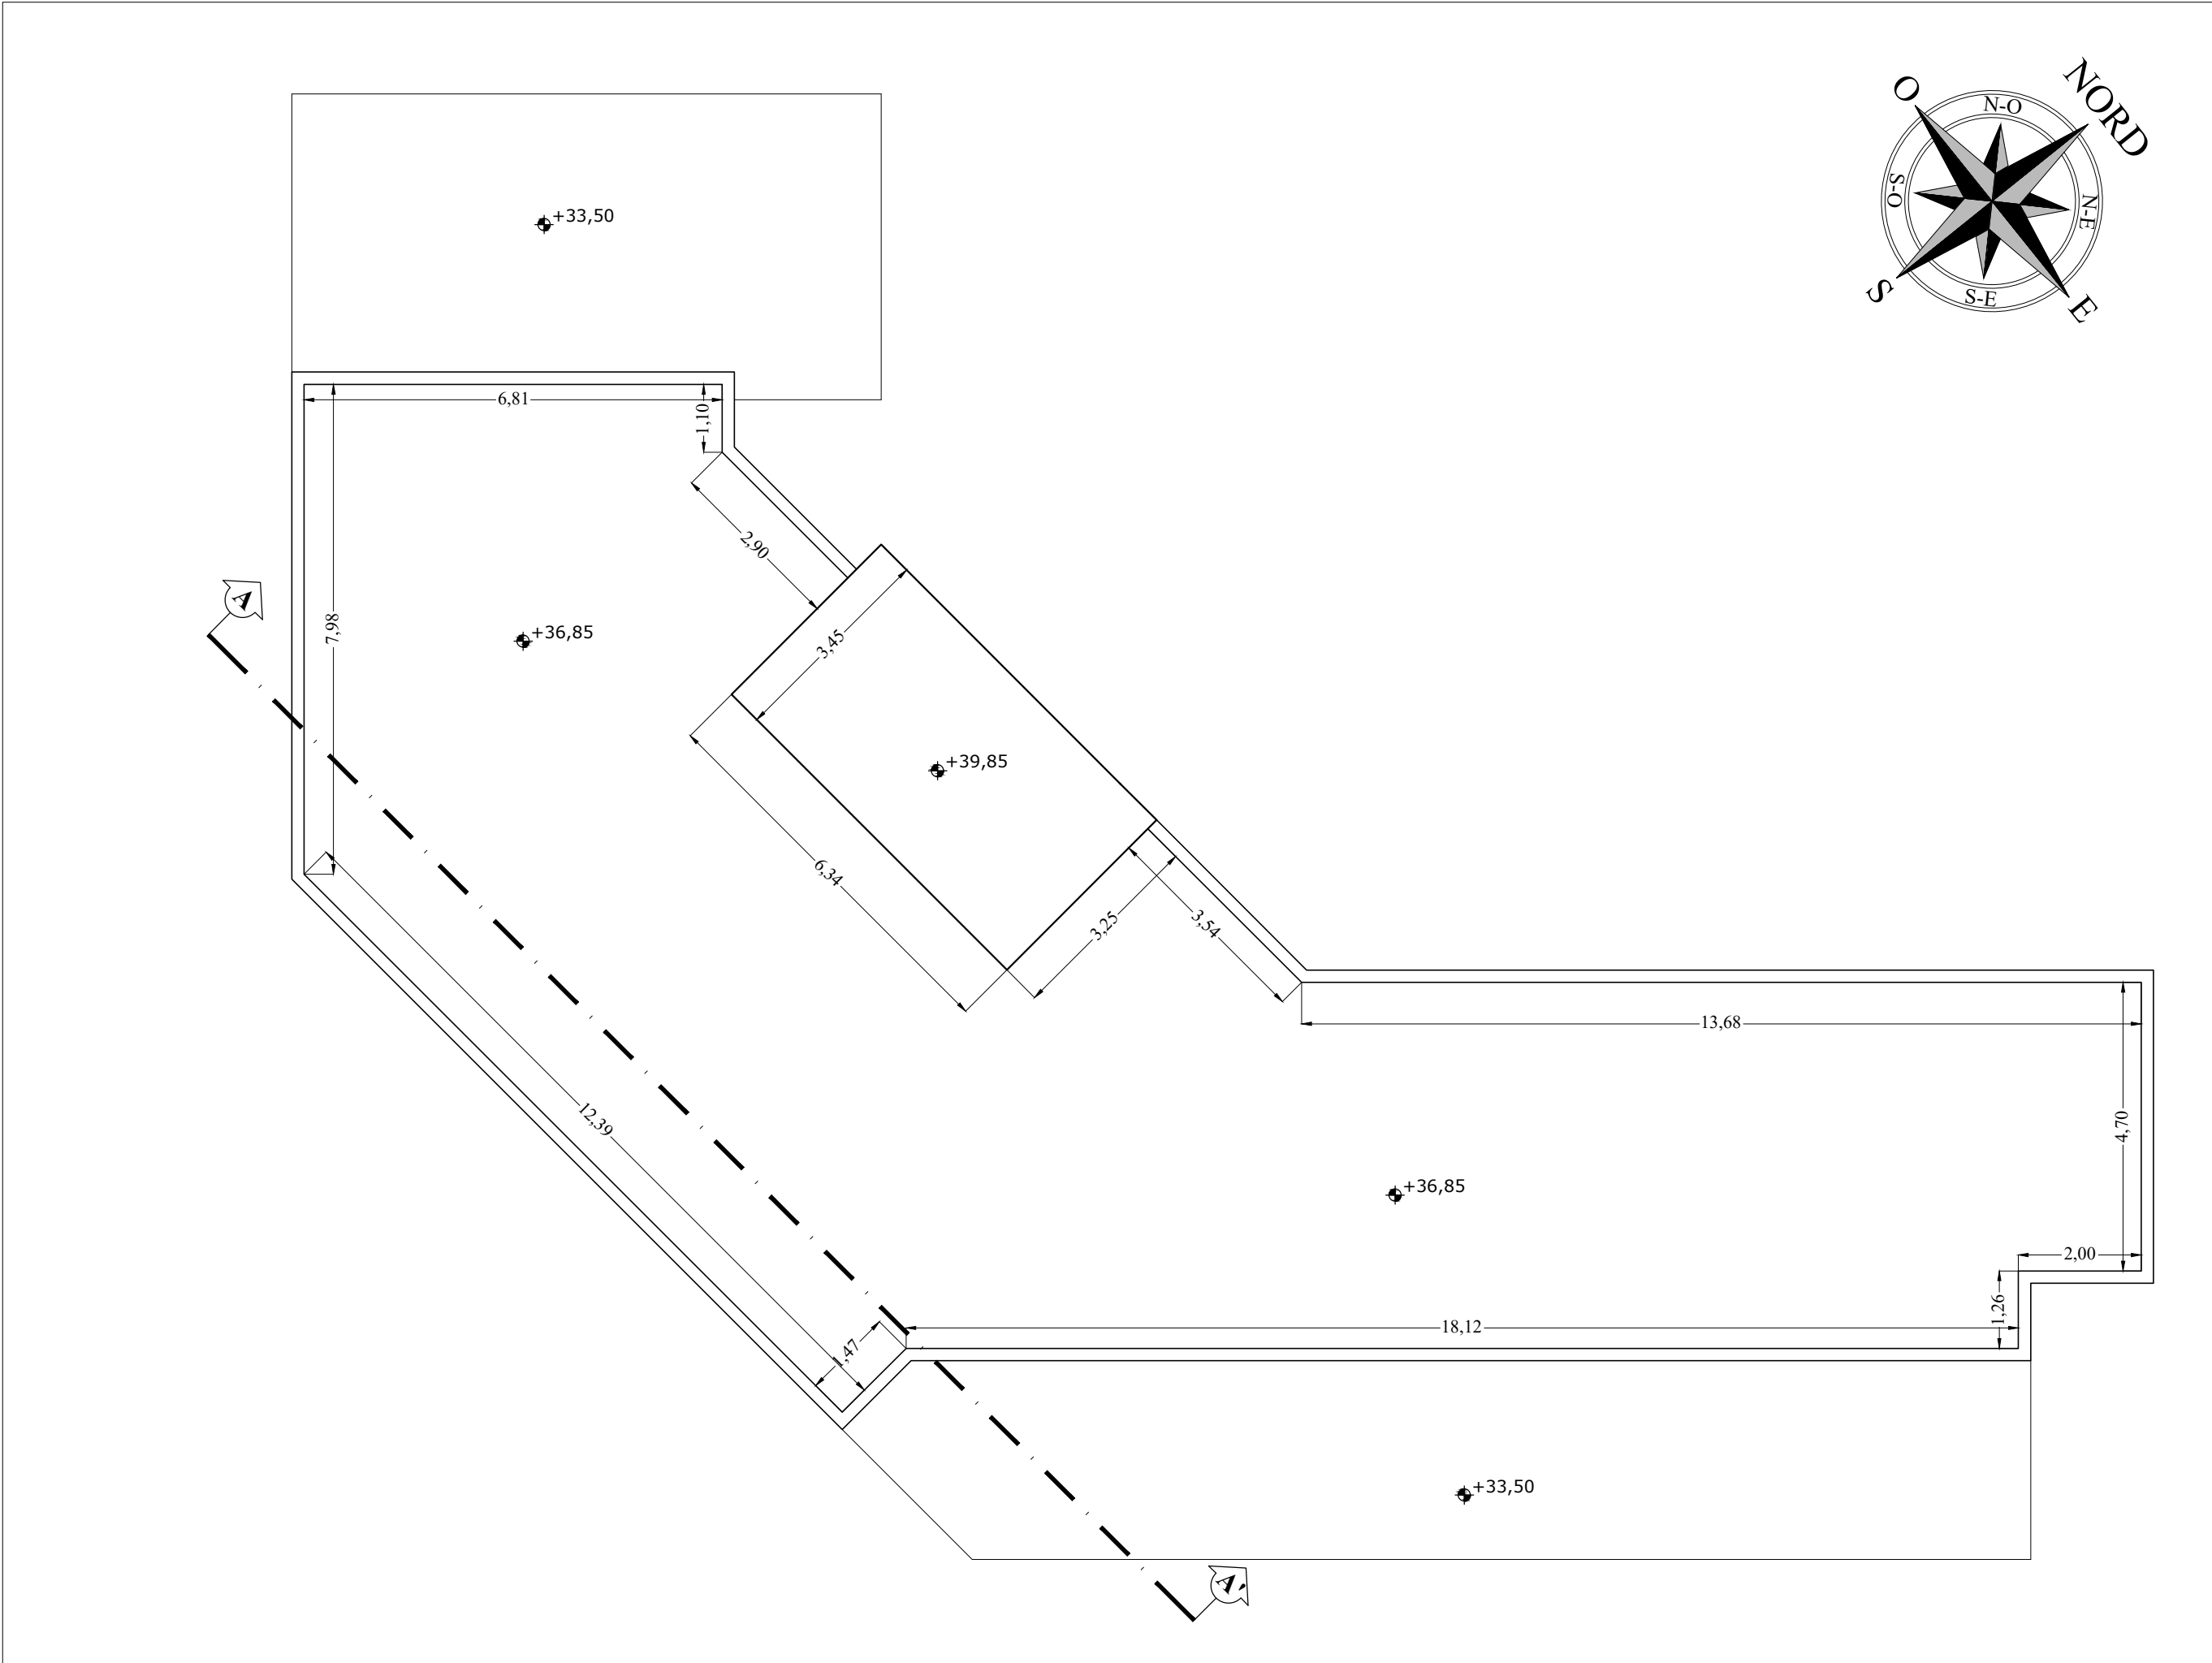 O
NORD
N-O
S-O
N-E
S-E
S
E
+33,50
6,81
1,10
2,90
A
7,98
+36,85
3,45
+39,85
6,34
3,25
3,54
13,68
12,39
4,70
+36,85
2,00
1,26
18,12
1,47
+33,50
A'